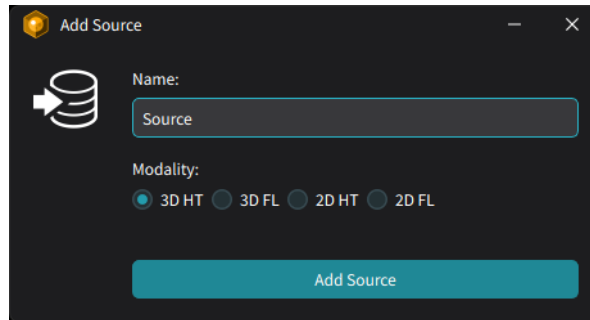 Add Source
Name:
Source
Modality:
3D HT 3D FL 2D HT 2D FL
Add Source